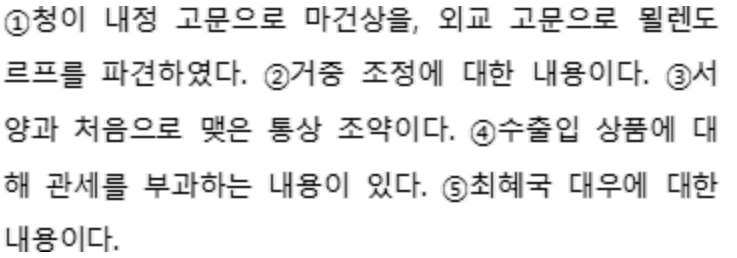 ①청이 내정 고문으로 마건상을, 외교 고문으로 묄렌도
르프를 파견하였다. ②거중 조정에 대한 내용이다. ③서
양과 처음으로 맺은 통상 조약이다. ④수출입 상품에 대
해 관세를 부과하는 내용이 있다. ⑤최혜국 대우에 대한
내용이다.